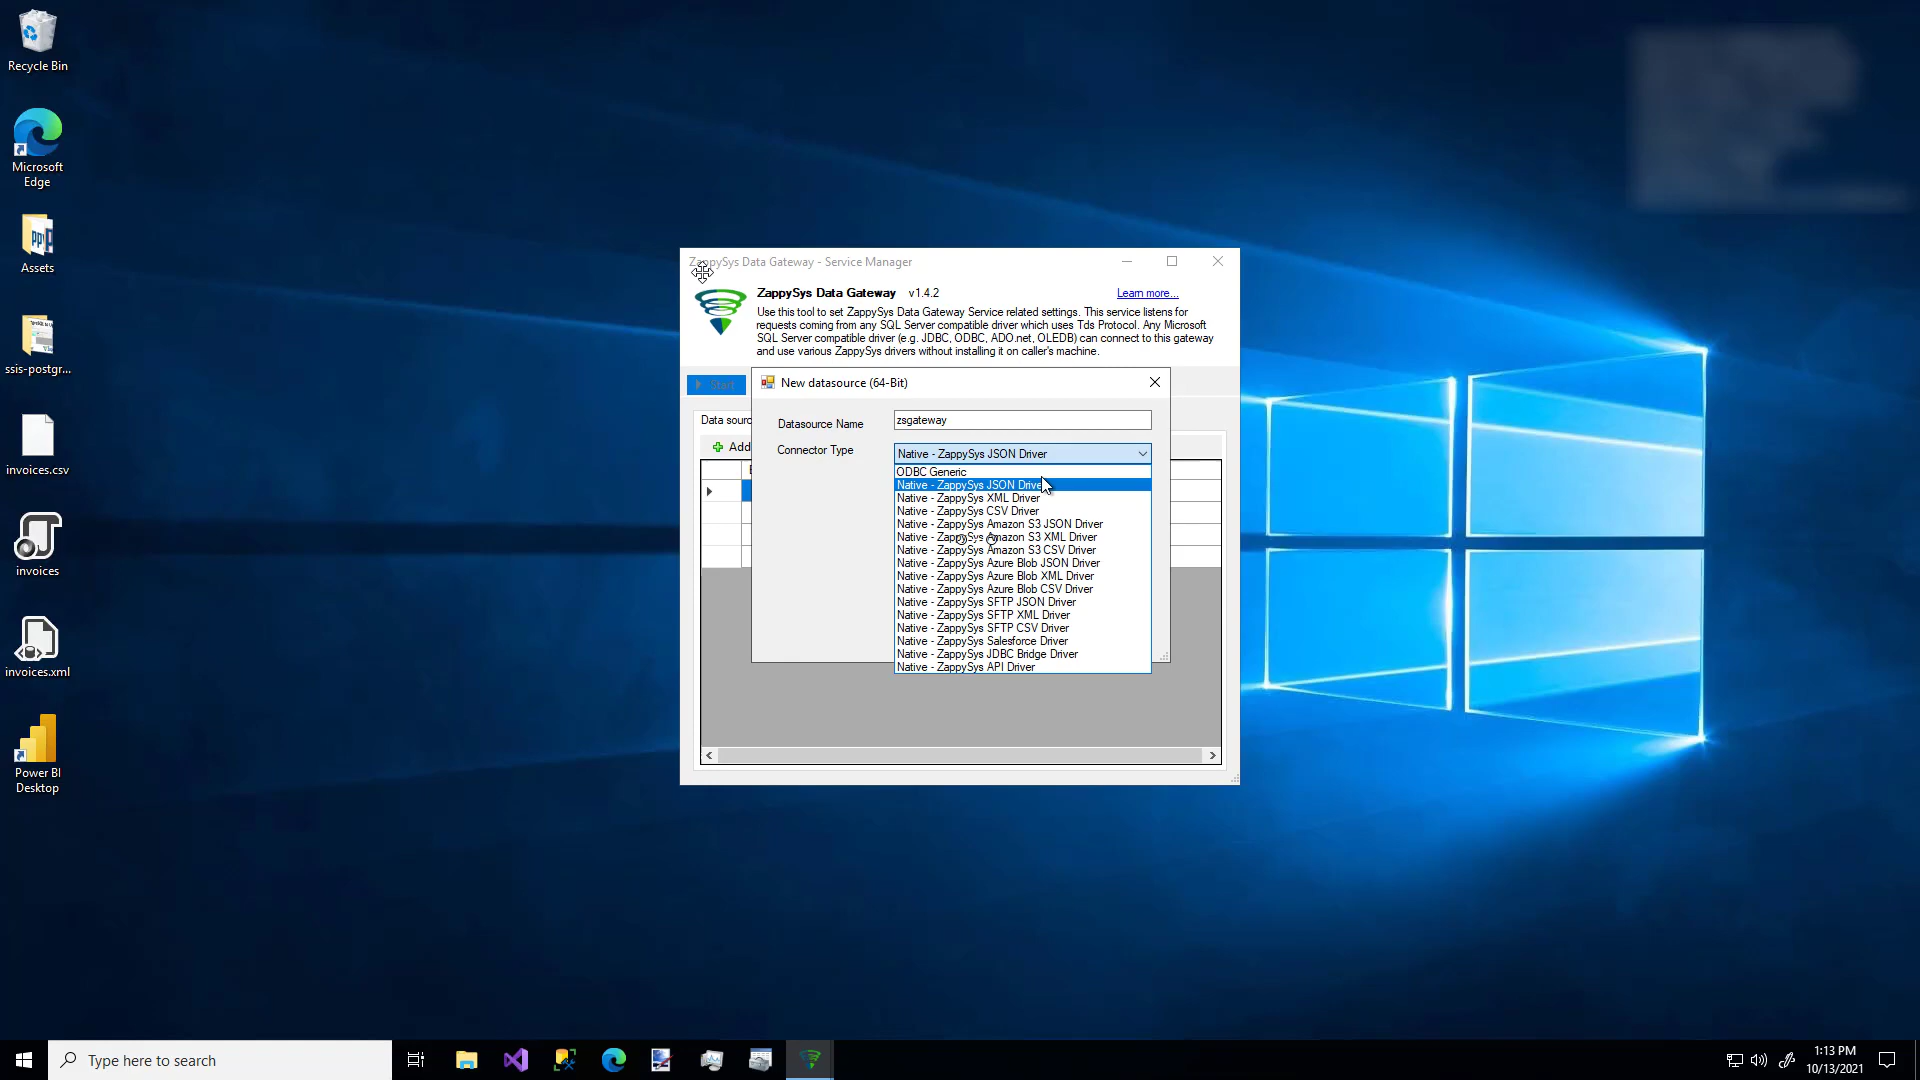 Recycle Bin
Microsoft
Edge
Assets
ssis-postgr...
invoices.csv
invoices
invoices.xml
Power BI
Desktop
ZappySys Data Gateway - Service Manager
ZappySys Data Gateway v1.4.2 Learn more...
Use this tool to set ZappySys Data Gateway Service related settings. This service listens for
requests coming from any SQL Server compatible driver which uses Tds Protocol. Any Microsoft
SQL Server compatible driver (e.g. JDBC, ODBC, ADO.net, OLEDB) can connect to this gateway
and use various ZappySys drivers without installing it on caller's machine.
Start
New datasource (64-Bit)
Data sourc
Add
Datasource Name zsgateway
Connector Type Native - ZappySys JSON Driver
ODBC Generic
Native - ZappySys JSON Driver
Native - ZappySys XML Driver
Native - ZappySys CSV Driver
Native - ZappySys Amazon S3 JSON Driver
Native - ZappySys Amazon S3 XML Driver
Native - ZappySys Amazon S3 CSV Driver
Native - ZappySys Azure Blob JSON Driver
Native - ZappySys Azure Blob XML Driver
Native - ZappySys Azure Blob CSV Driver
Native - ZappySys SFTP JSON Driver
Native - ZappySys SFTP XML Driver
Native - ZappySys SFTP CSV Driver
Native - ZappySys Salesforce Driver
Native - ZappySys JDBC Bridge Driver
Native - ZappySys API Driver
Type here to search
1:13 PM
10/13/2021